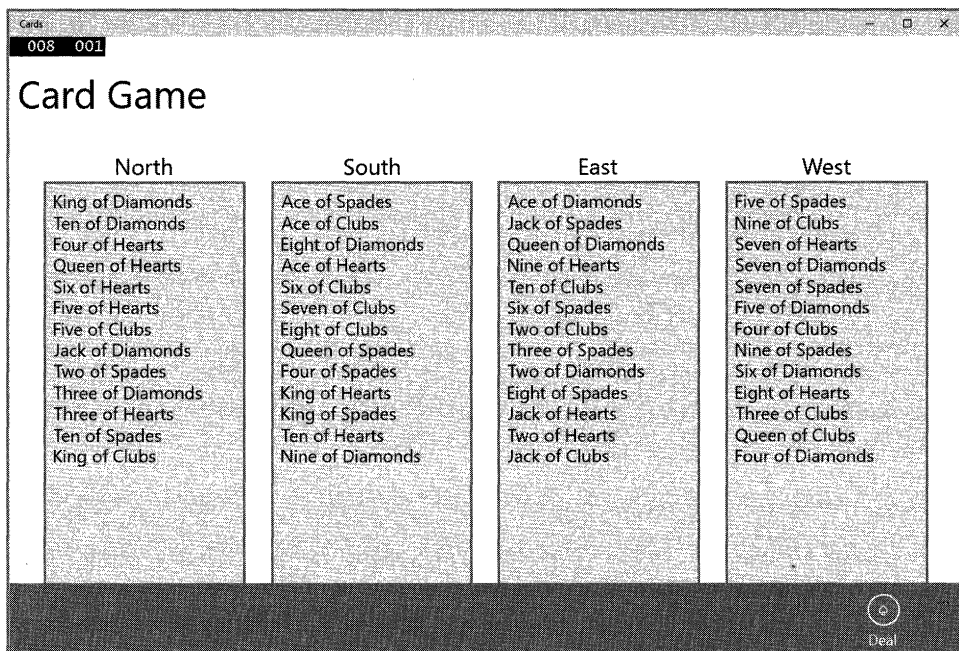 Cards
008 001
Card Game
North
King of Diamonds
Ten of Diamonds
Four of Hearts
Queen of Hearts
Six of Hearts
Five of Hearts
Five of Clubs
Jack of Diamonds
Two of Spades
Three of Diamonds
Three of Hearts
Ten of Spades
King of Clubs
South
Ace of Spades
Ace of Clubs
Eight of Diamonds
Ace of Hearts
Six of Clubs
Seven of Clubs
Eight of Clubs
Queen of Spades
Four of Spades
King of Hearts
King of Spades
Ten of Hearts
Nine of Diamonds
East
Ace of Diamonds
Jack of Spades
Queen of Diamonds
Nine of Hearts
Ten of Clubs
Six of Spades
Two of Clubs
Three of Spades
Two of Diamonds
Eight of Spades
Jack of Hearts
Two of Hearts
Jack of Clubs
West
Five of Spades
Nine of Clubs
Seven of Hearts
Seven of Diamonds
Seven of Spades
Five of Diamonds
Four of Clubs
Nine of Spades
Six of Diamonds
Eight of Hearts
Three of Clubs
Queen of Clubs
Four of Diamonds
Deal